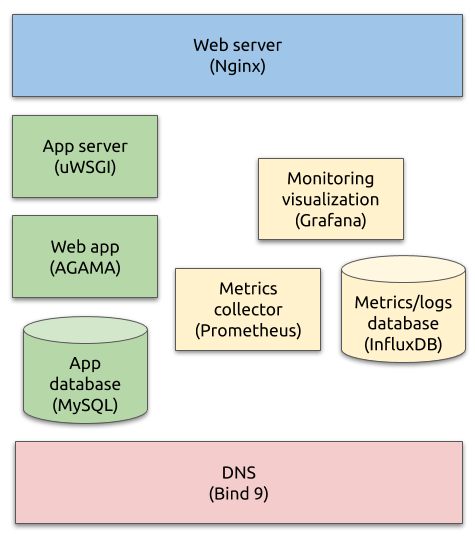 Web server
(Nginx)
App server
(uWSGI)
Monitoring
visualization
(Grafana)
Web app
(AGAMA)
Metrics
collector
(Prometheus)
Metrics/logs
database
(InfluxDB)
App
database
(MySQL)
DNS
(Bind 9)